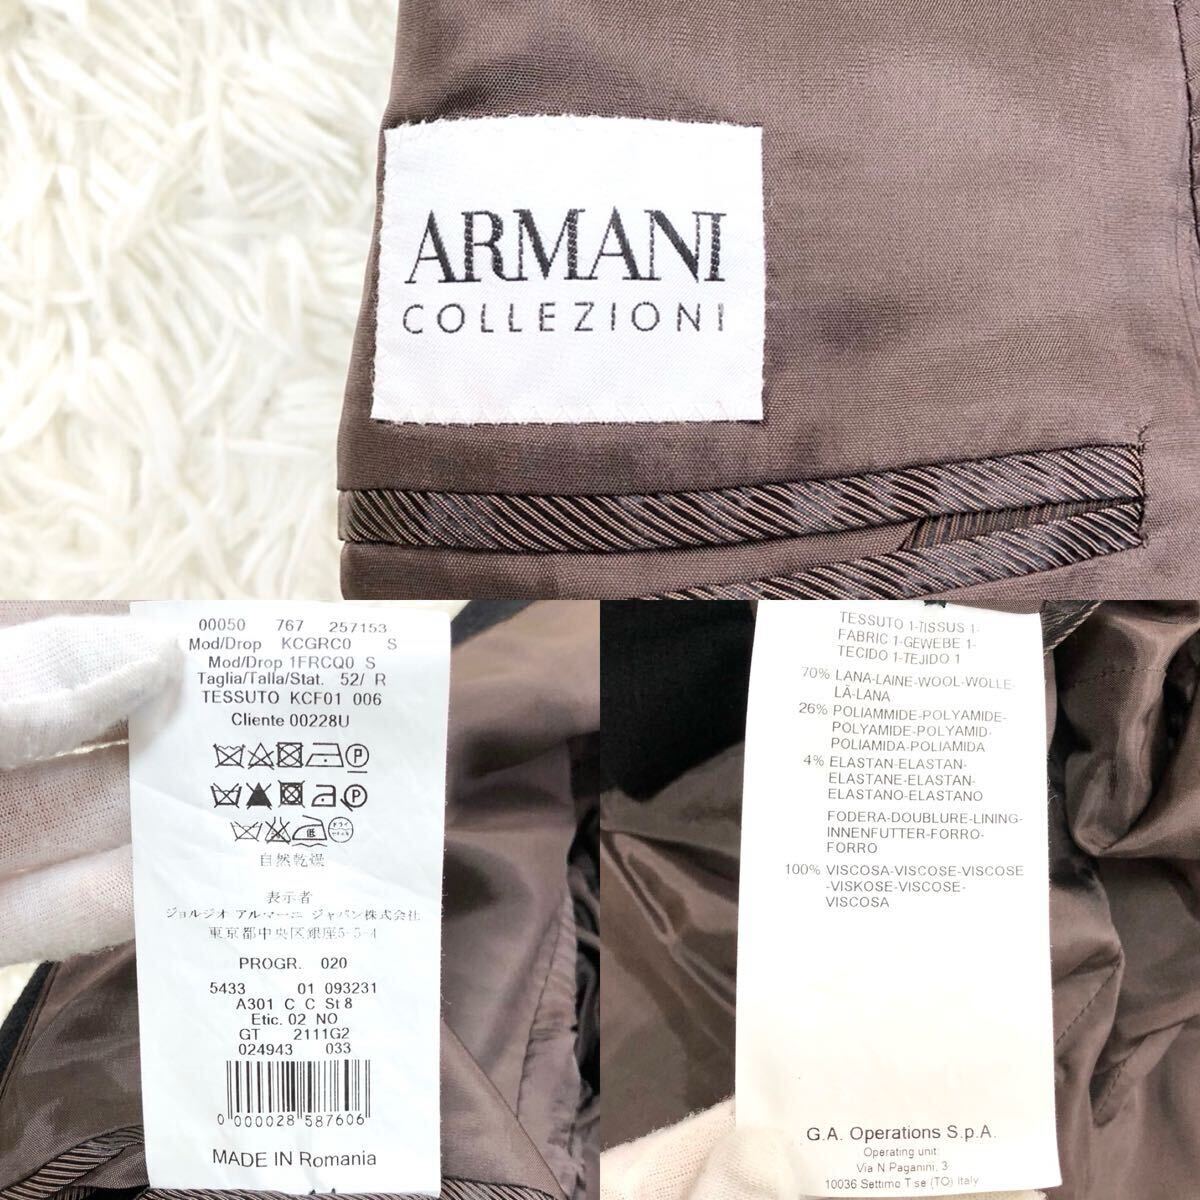 ARMANI
COLLEZIONI
00050 767 257153
Mod/Drop KCGRC0 S
Mod/Drop 1FRCQ0 S
Taglia/Talla/Stat. 52/ R
TESSUTO KCF01 006
Cliente 00228U
P
P
低 ドライ
自然乾燥
表示者
ジョルジオ アルマーニ ジャパン株式会社
東京都中央区銀座5-5-4
PROGR. 020
5433 01 093231
A301 C C St 8
Etic. 02 NO
GT 2111G2
024943 033
0 000028 587606
MADE IN Romania
TESSUTO 1-TISSUS 1-
FABRIC 1-GEWEBE 1-
TECIDO 1-TEJIDO 1
70% LANA-LAINE-WOOL-WOLLE-
LÃ-LANA
26% POLIAMMIDE-POLYAMIDE-
POLYAMIDE-POLYAMID-
POLIAMIDA-POLIAMIDA
4% ELASTAN-ELASTAN-
ELASTANE-ELASTAN-
ELASTANO-ELASTANO
FODERA-DOUBLURE-LINING-
INNENFUTTER-FORRO-
FORRO
100% VISCOSA-VISCOSE-VISCOSE
-VISKOSE-VISCOSE-
VISCOSA
G.A. Operations S.p.A.
Operating unit:
Via N Paganini, 3
10036 Settimo T.se (TO) Italy